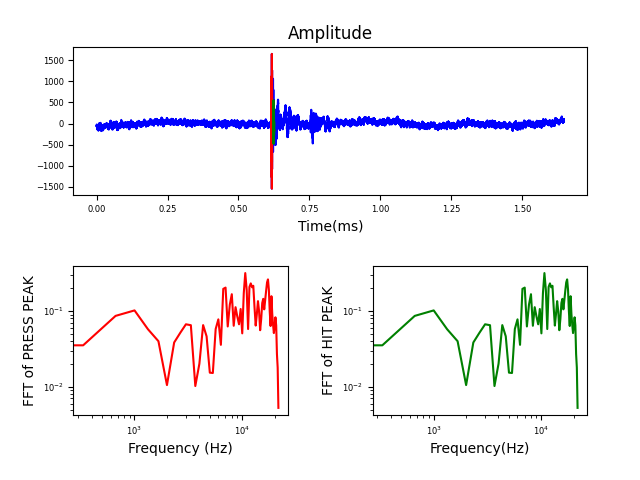 Amplitude
1500
1000
500
0
−500
−1000
−1500
0.00 0.25 0.50 0.75 1.00 1.25 1.50
Time(ms)
FFT of PRESS PEAK
10⁻¹
10⁻²
10³ 10⁴
Frequency (Hz)
FFT of HIT PEAK
10⁻¹
10⁻²
10³ 10⁴
Frequency(Hz)